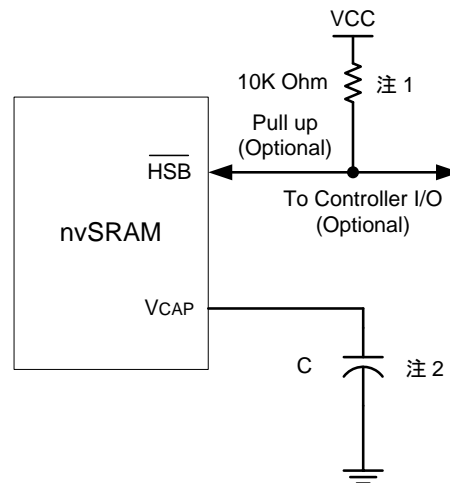 VCC
10K Ohm
注 1
Pull up
(Optional)
HSB
To Controller I/O
(Optional)
nvSRAM
VCAP
C
注 2